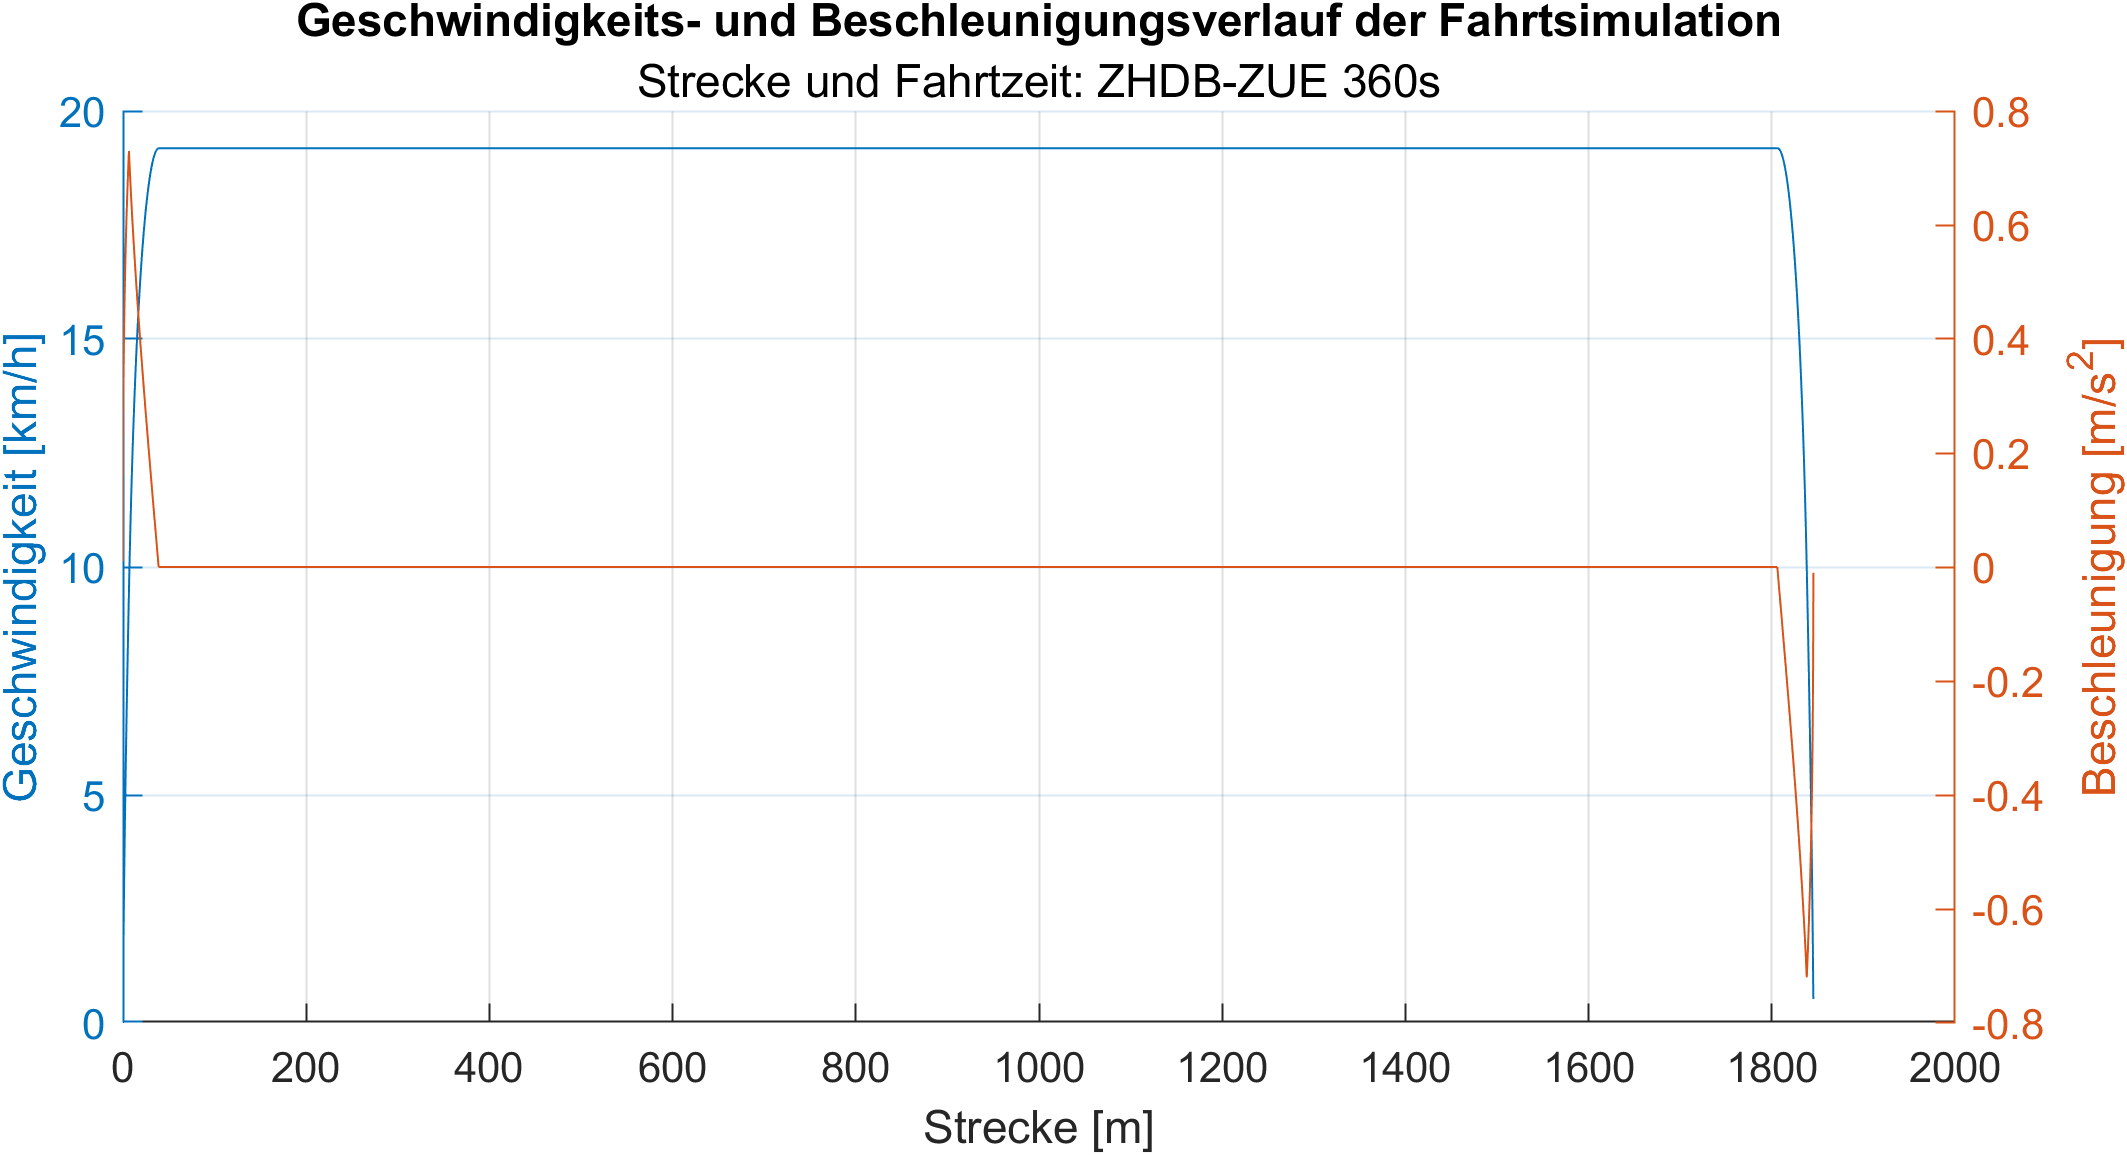 Geschwindigkeits- und Beschleunigungsverlauf der Fahrtsimulation
Strecke und Fahrtzeit: ZHDB-ZUE 360s
Geschwindigkeit [km/h]
20
15
10
5
0
0.8
0.6
0.4
0.2
0
-0.2
-0.4
-0.6
-0.8
Beschleunigung [m/s²]
0 200 400 600 800 1000 1200 1400 1600 1800 2000
Strecke [m]